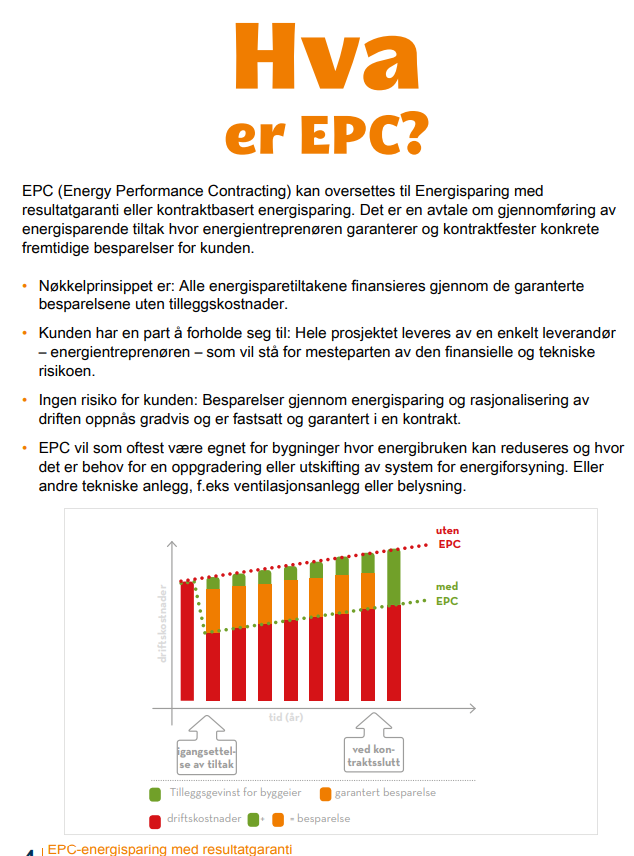 Hva
er EPC?
EPC (Energy Performance Contracting) kan oversettes til Energisparing med
resultatgaranti eller kontraktbasert energisparing. Det er en avtale om gjennomføring av
energisparende tiltak hvor energientreprenøren garanterer og kontraktfester konkrete
fremtidige besparelser for kunden.
• Nøkkelprinsippet er: Alle energisparetiltakene finansieres gjennom de garanterte
besparelsene uten tilleggskostnader.
• Kunden har en part å forholde seg til: Hele prosjektet leveres av en enkelt leverandør
– energientreprenøren – som vil stå for mesteparten av den finansielle og tekniske
risikoen.
• Ingen risiko for kunden: Besparelser gjennom energisparing og rasjonalisering av
driften oppnås gradvis og er fastsatt og garantert i en kontrakt.
• EPC vil som oftest være egnet for bygninger hvor energibruken kan reduseres og hvor
det er behov for en oppgradering eller utskifting av system for energiforsyning. Eller
andre tekniske anlegg, f.eks ventilasjonsanlegg eller belysning.
uten
EPC
med
EPC
driftskostnader
tid (år)
igangsettel-
se av tiltak
ved kon-
traktsslutt
Tilleggsgevinst for byggeier
garantert besparelse
driftskostnader
+
= besparelse
4 | EPC-energisparing med resultatgaranti